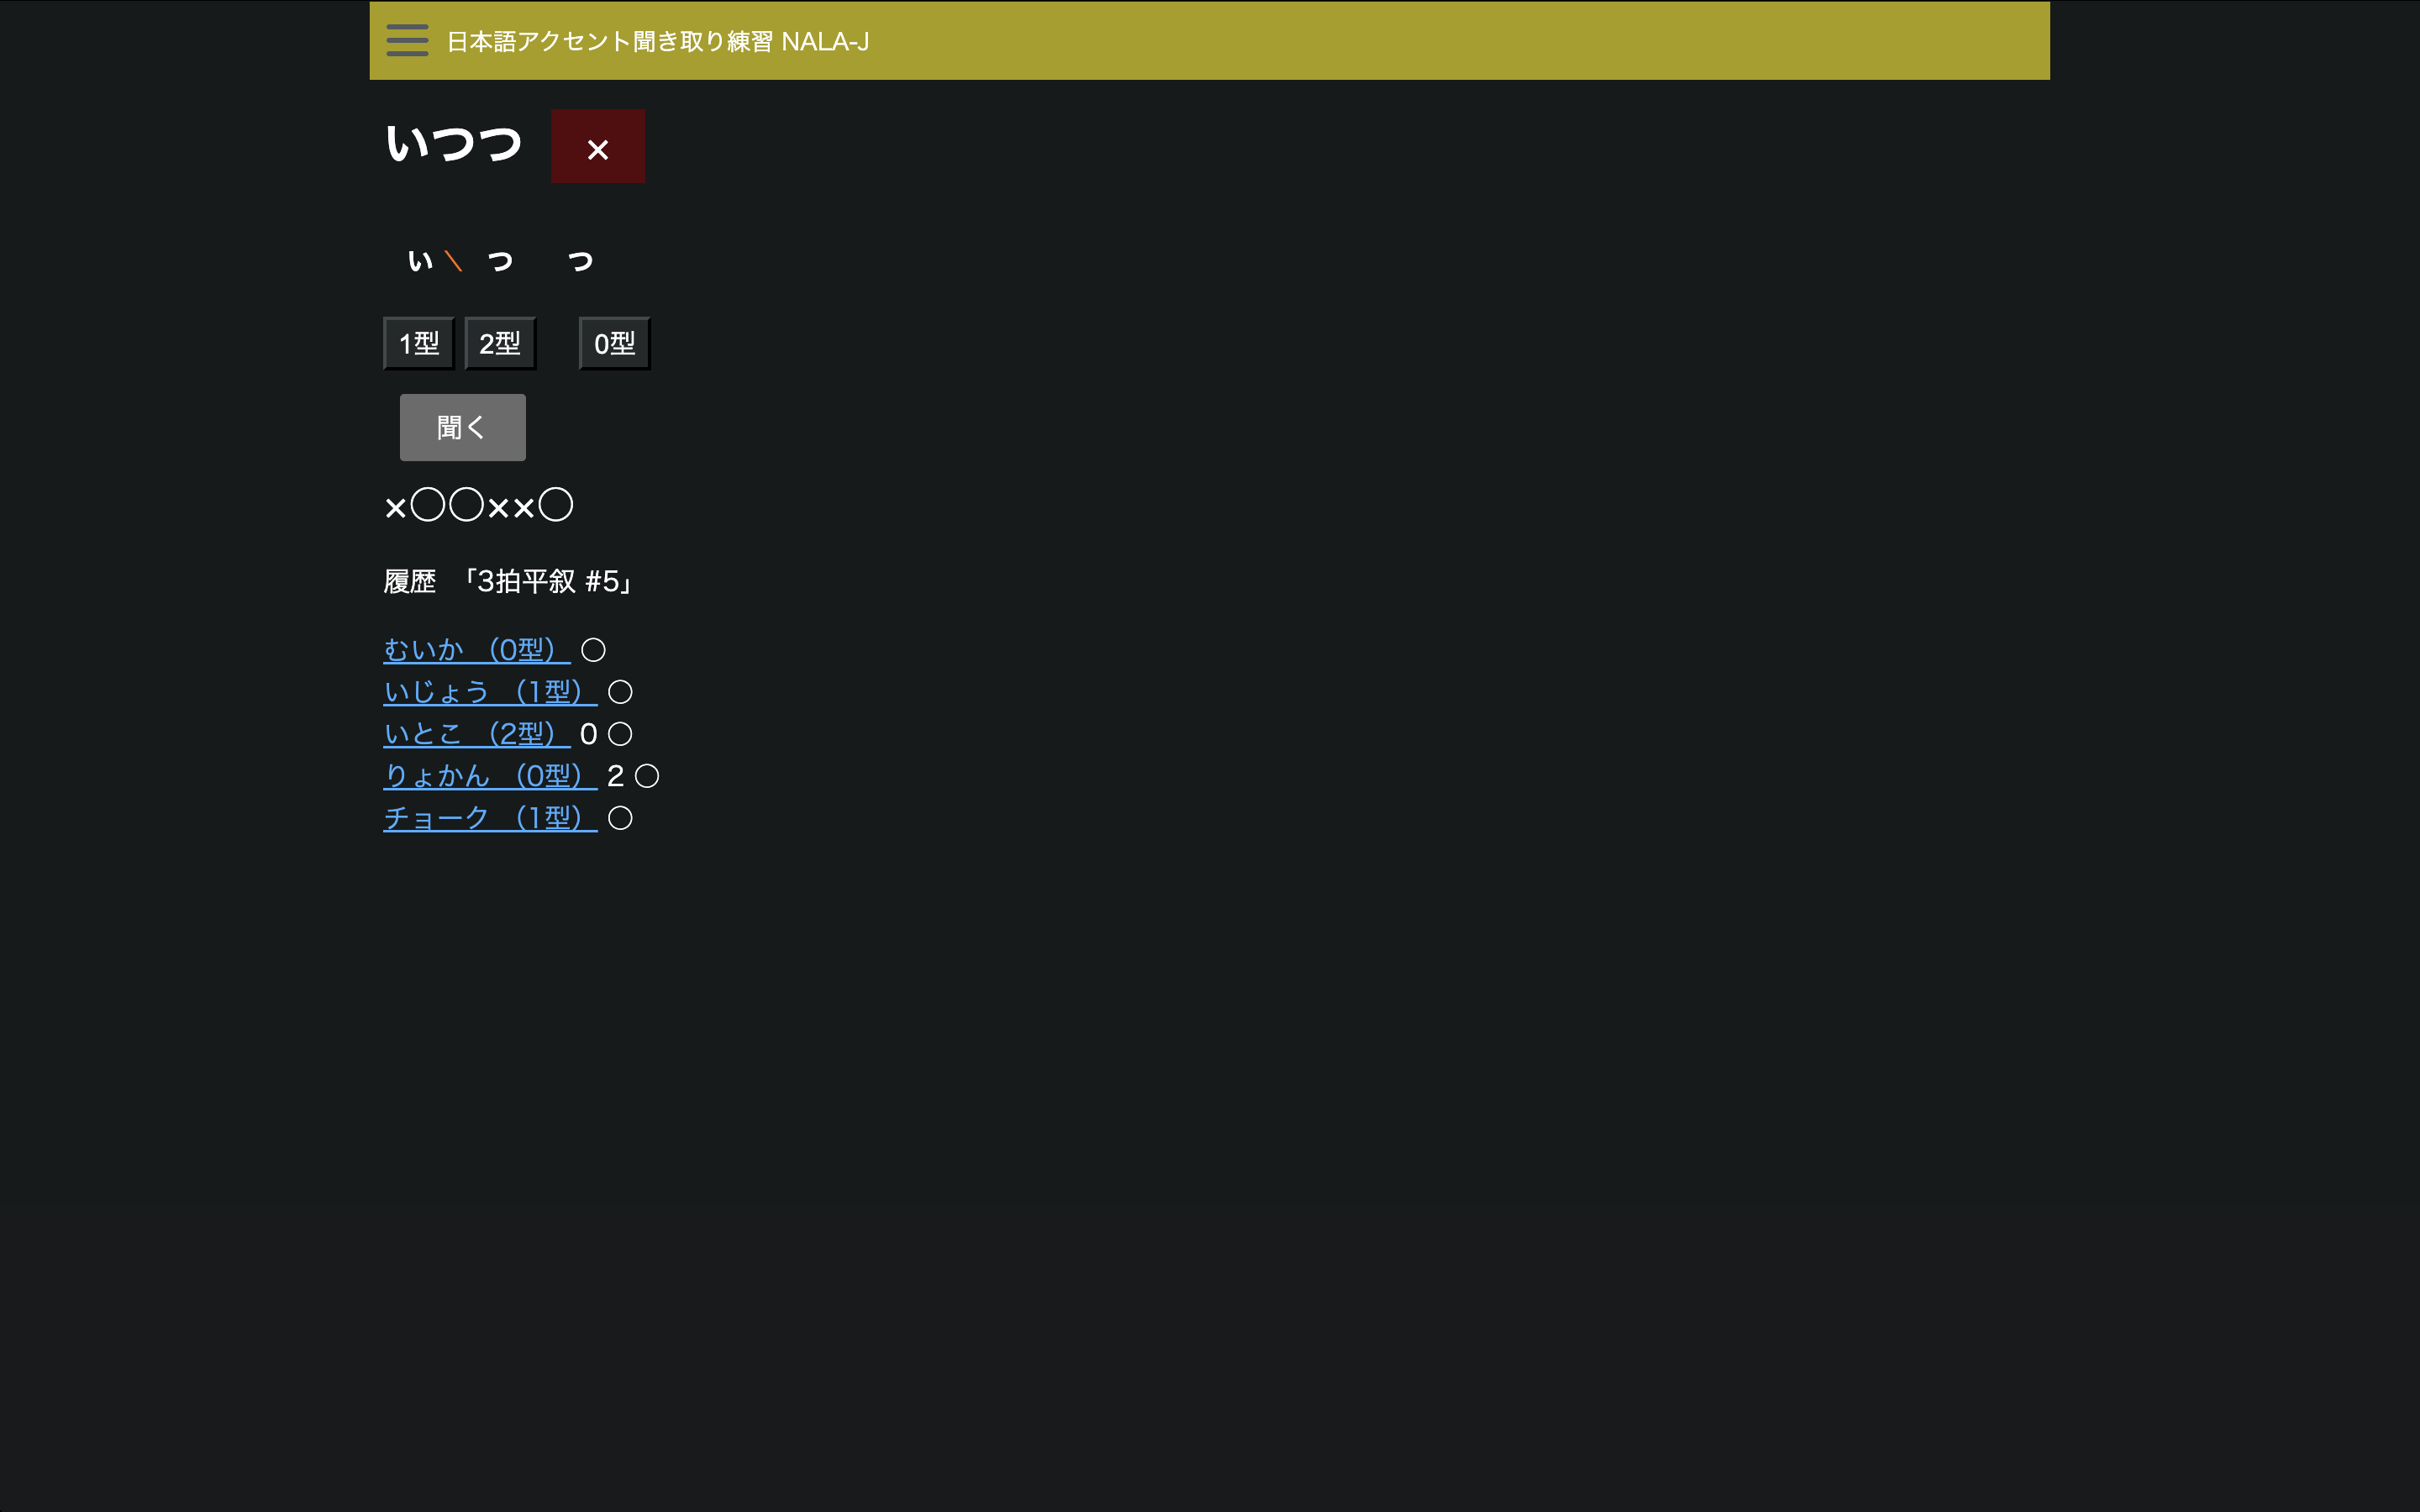 日本語アクセント聞き取り練習 NALA-J
いつつ ×
い \ つ つ
1型 2型 0型
聞く
×○○××○
履歴 「3拍平叙 #5」
むいか （0型） ○
いじょう （1型） ○
いとこ （2型） 0 ○
りょかん （0型） 2 ○
チョーク （1型） ○